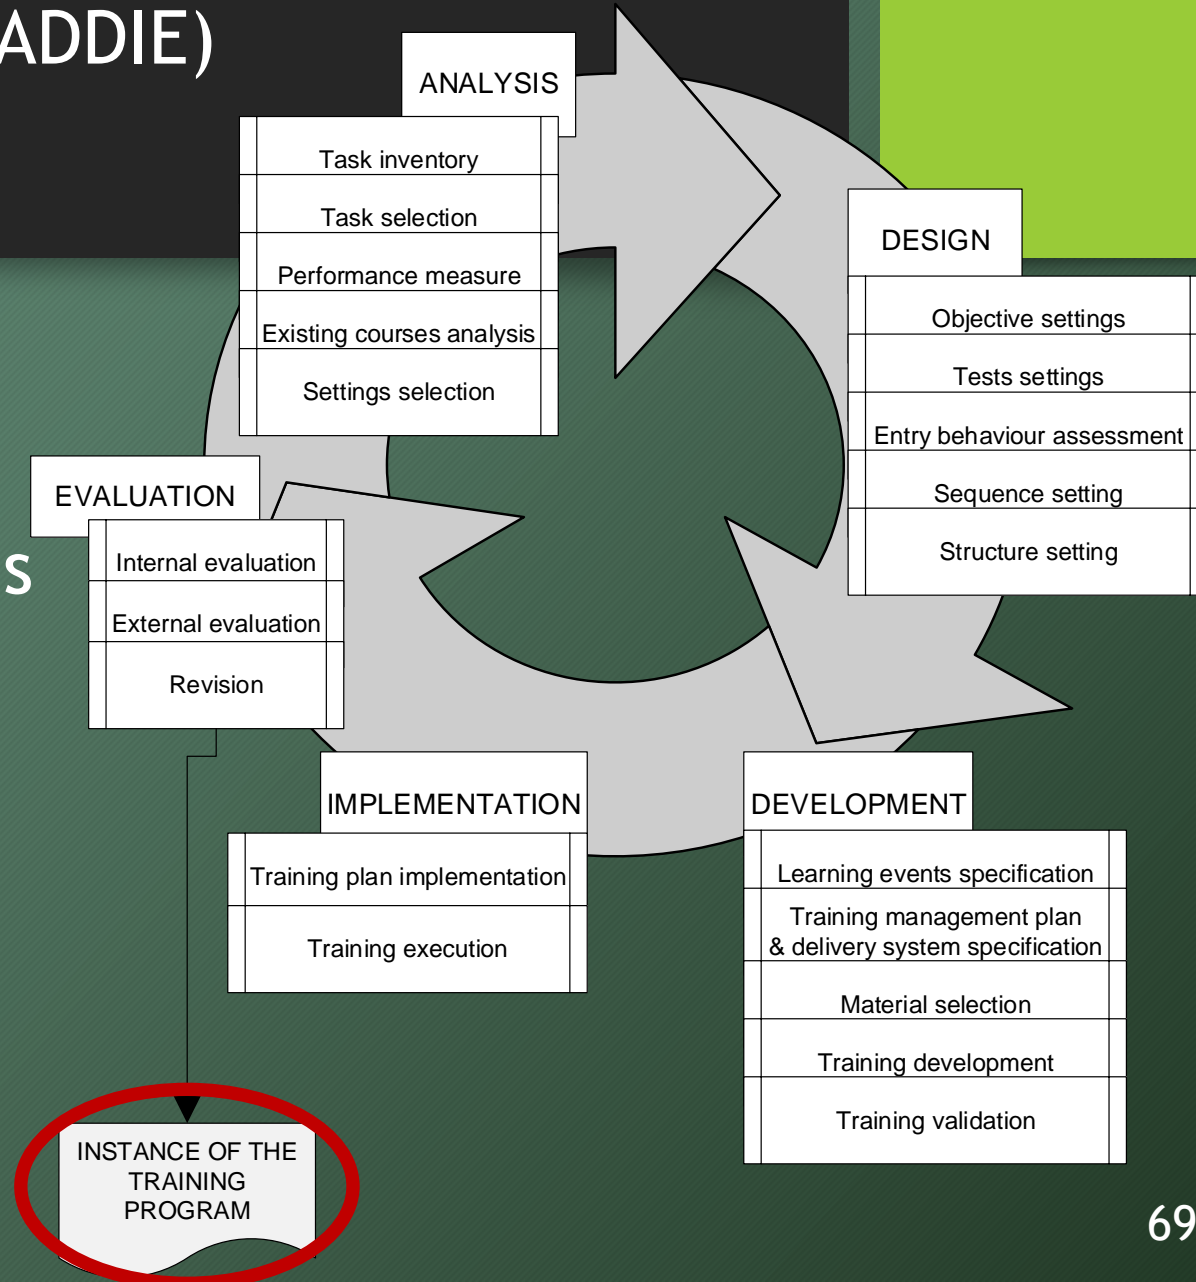 ADDIE)
ANALYSIS
Task inventory
Task selection
Performance measure
Existing courses analysis
Settings selection
DESIGN
Objective settings
Tests settings
Entry behaviour assessment
Sequence setting
Structure setting
EVALUATION
s
Internal evaluation
External evaluation
Revision
IMPLEMENTATION
Training plan implementation
Training execution
DEVELOPMENT
Learning events specification
Training management plan
& delivery system specification
Material selection
Training development
Training validation
INSTANCE OF THE
TRAINING
PROGRAM
69